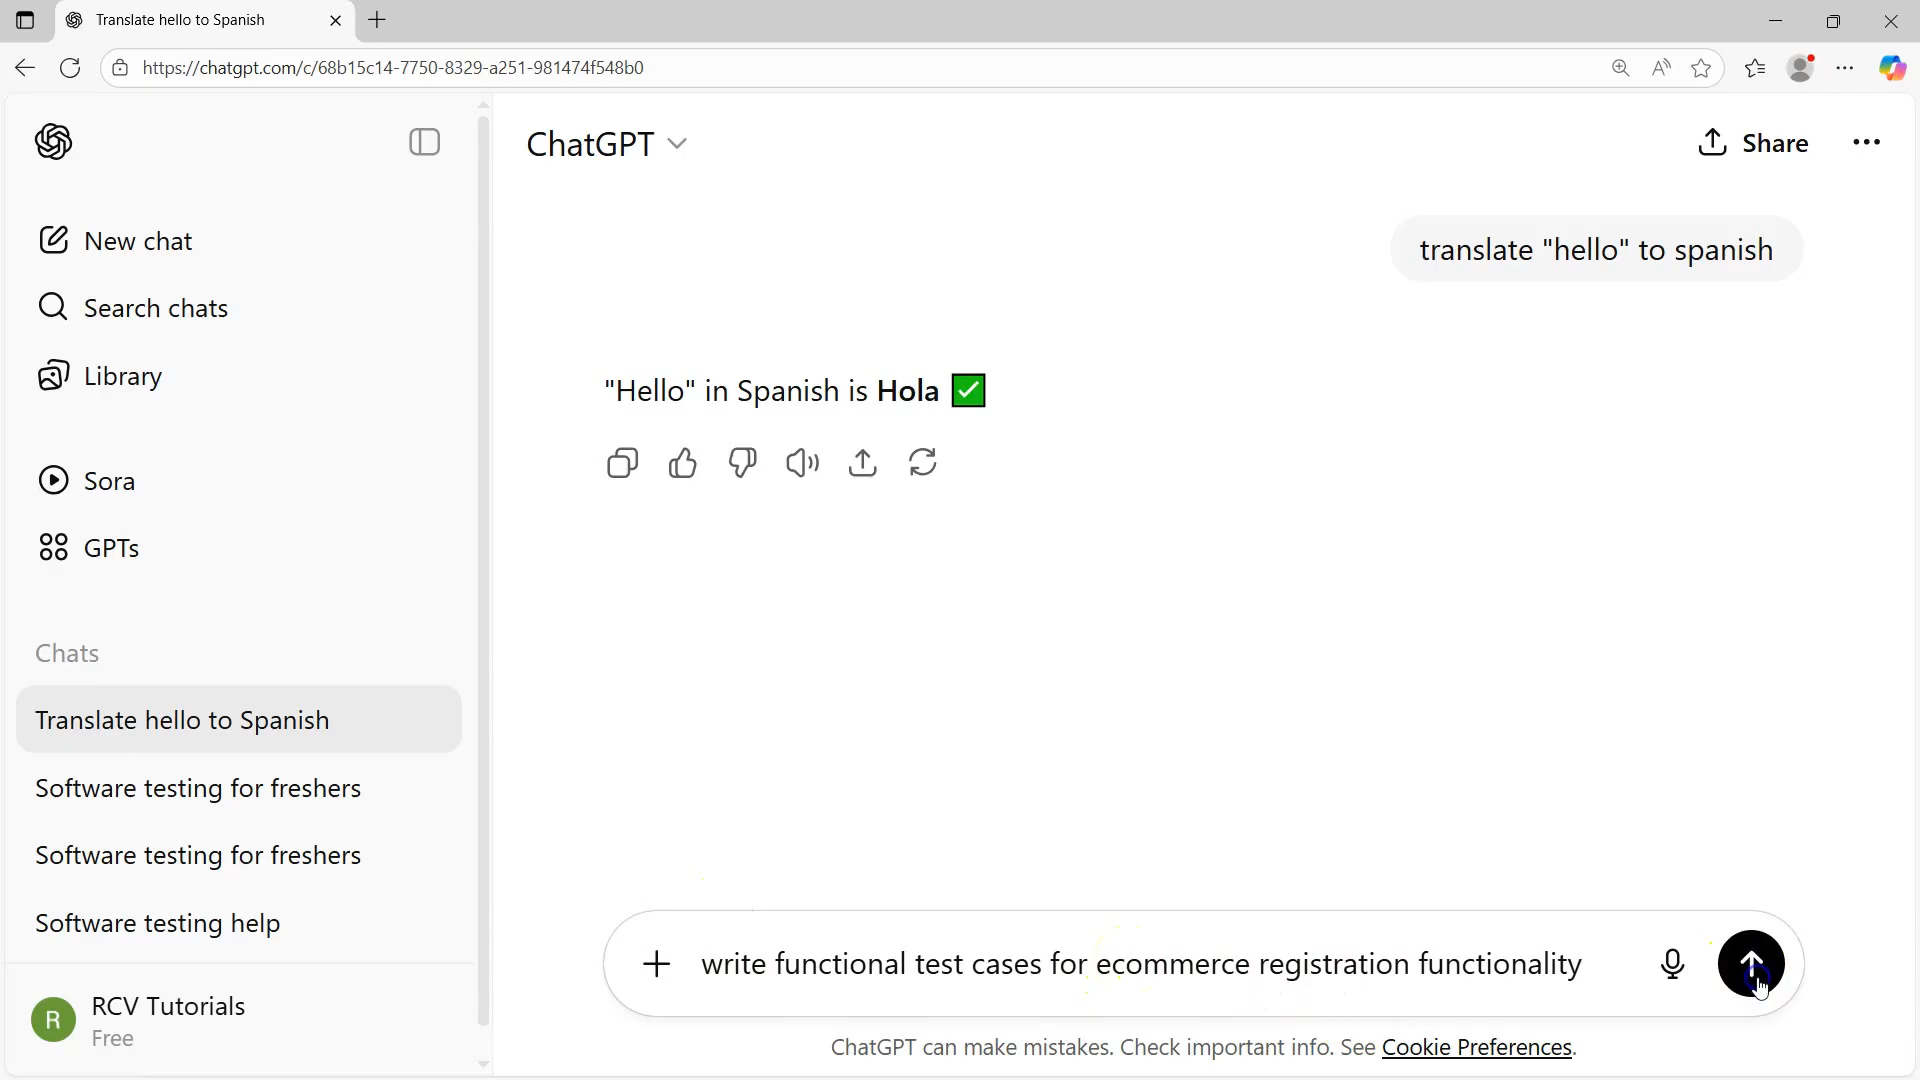 Translate hello to Spanish
https://chatgpt.com/c/68b15c14-7750-8329-a251-981474f548b0
ChatGPT
Share
New chat
Search chats
Library
Sora
GPTs
Chats
Translate hello to Spanish
Software testing for freshers
Software testing for freshers
Software testing help
R
RCV Tutorials
Free
translate "hello" to spanish
"Hello" in Spanish is Hola ✅
write functional test cases for ecommerce registration functionality
ChatGPT can make mistakes. Check important info. See Cookie Preferences.